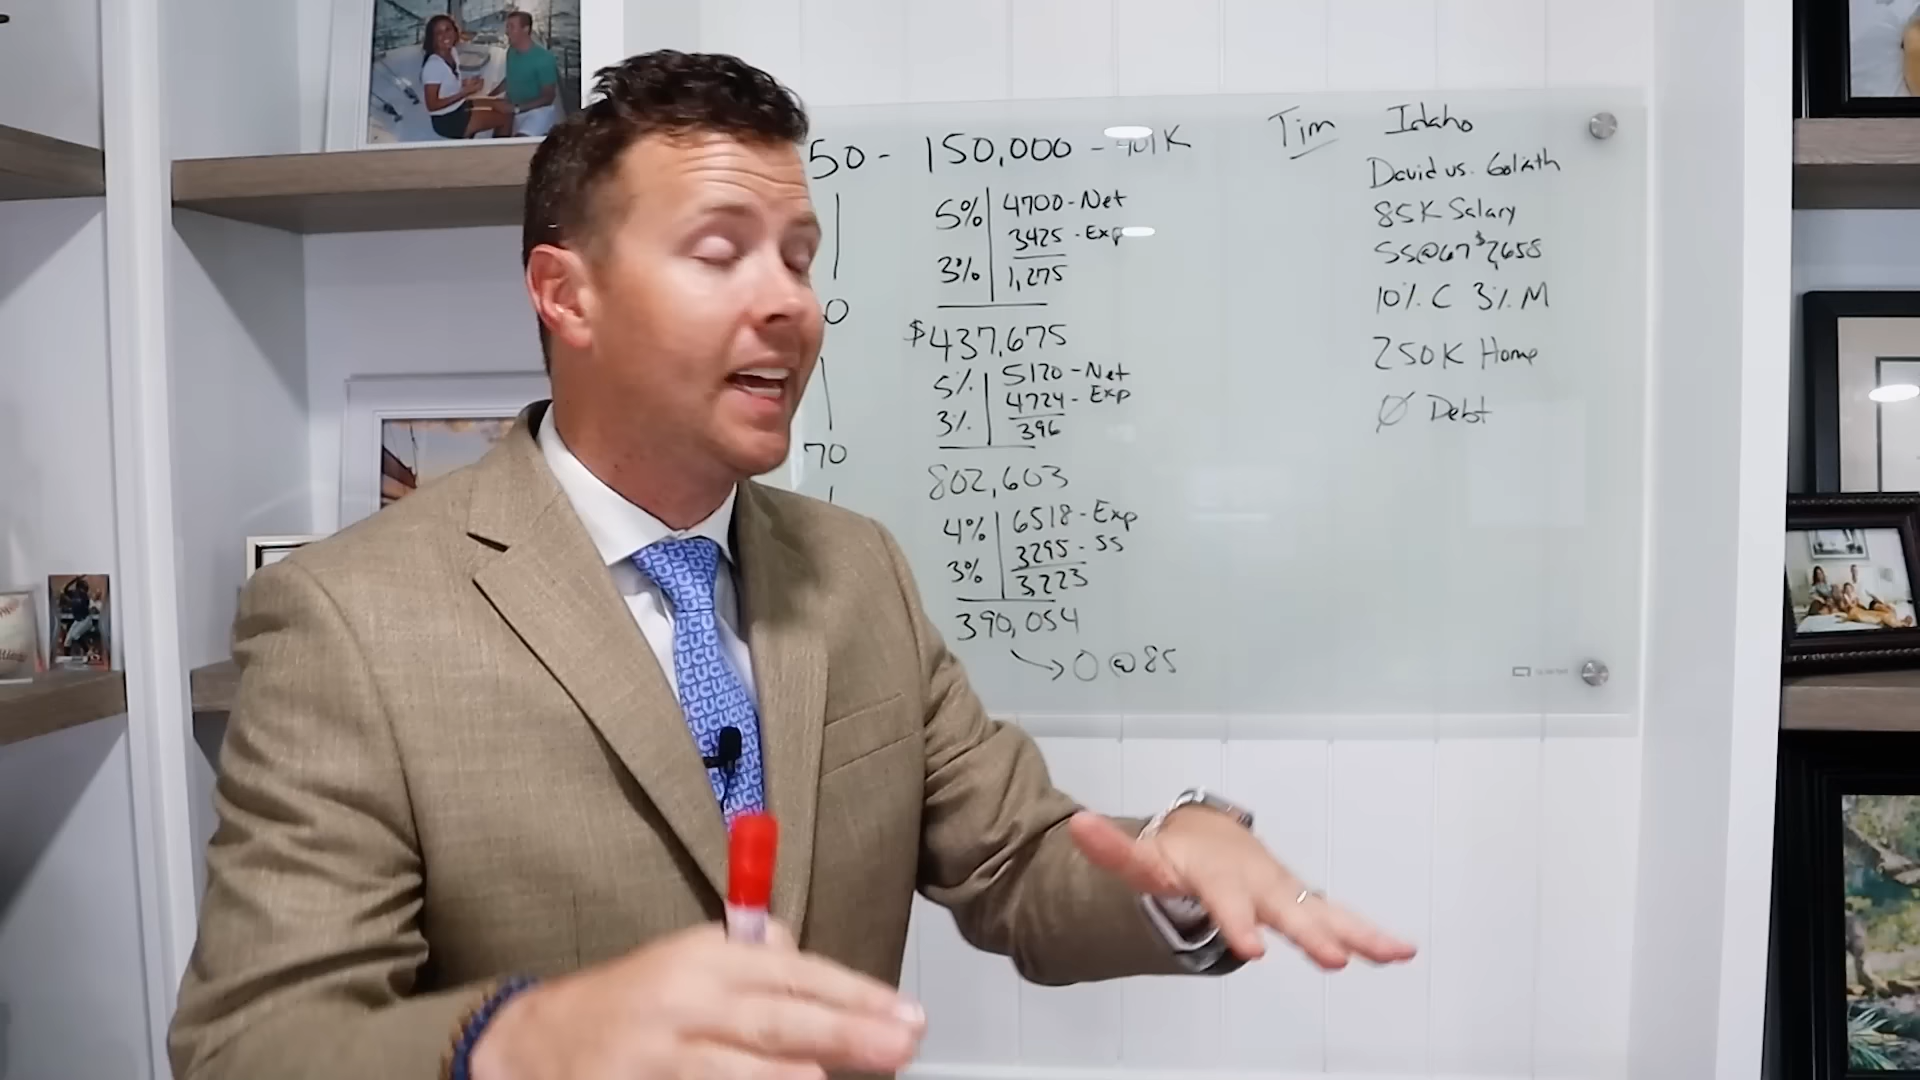 50 - 150,000 - 401K
5% 4700 - Net
3425 - Exp
3% 1,275
0
$437,675
5% 5120 - Net
4724 - Exp
3% 396
70
802,603
4% 6518 - Exp
3295 - SS
3% 3223
390,054
→ 0 @ 85
Tim Idaho
David vs. Goliath
85K Salary
SS@67 $2,658
10% C 3% M
250K Home
Ø Debt